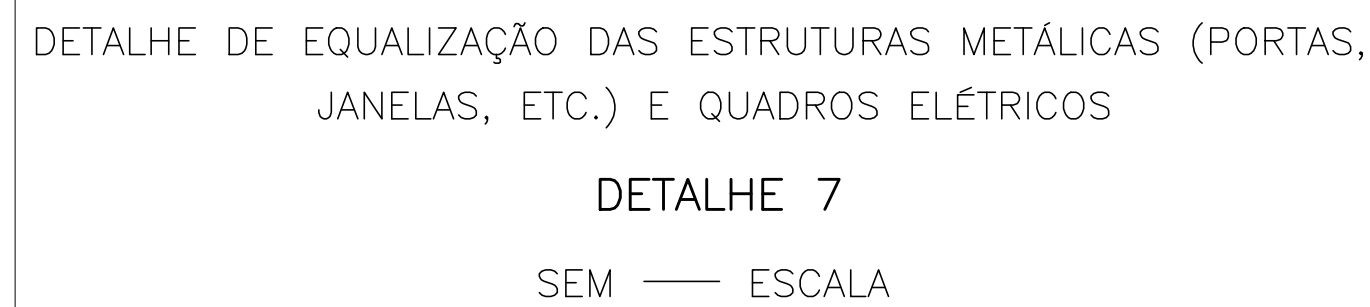 DETALHE DE EQUALIZAÇÃO DAS ESTRUTURAS METÁLICAS (PORTAS,
JANELAS, ETC.) E QUADROS ELÉTRICOS
DETALHE 7
SEM — ESCALA